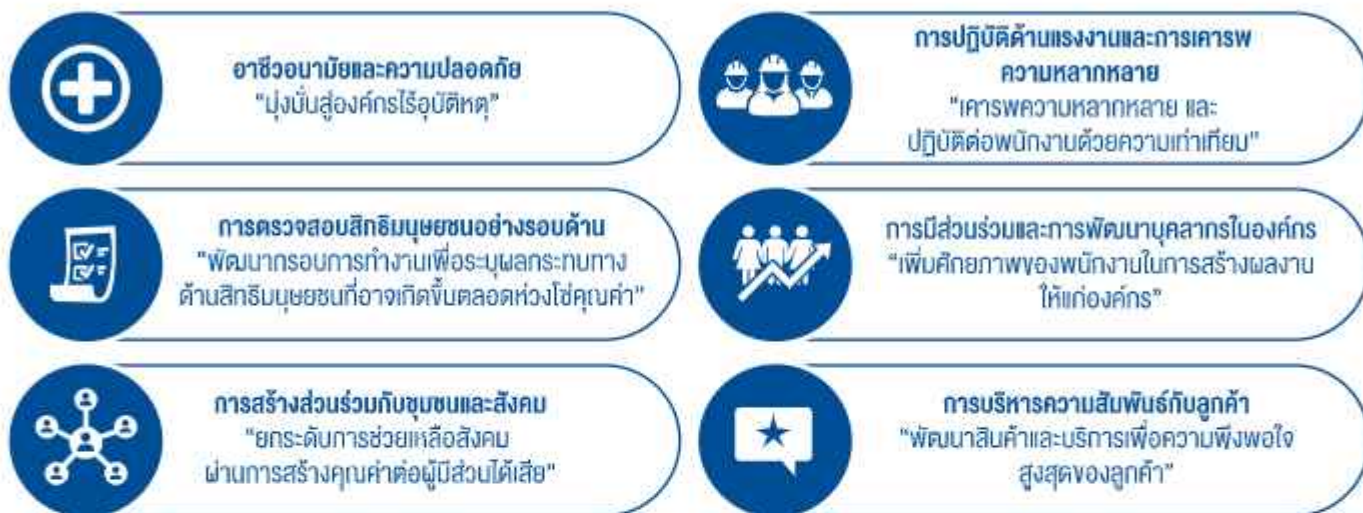 อาชีวอนามัยและความปลอดภัย
"มุ่งมั่นสู่องค์กรไร้อุบัติเหตุ"
การปฏิบัติด้านแรงงานและการเคารพ
ความหลากหลาย
"เคารพความหลากหลาย และ
ปฏิบัติต่อพนักงานด้วยความเท่าเทียม"
การตรวจสอบสิทธิมนุษยชนอย่างรอบด้าน
"พัฒนากรอบการทำงานเพื่อระบุผลกระทบทาง
ด้านสิทธิมนุษยชนที่อาจเกิดขึ้นตลอดห่วงโซ่คุณค่า"
การมีส่วนร่วมและการพัฒนาบุคลากรในองค์กร
"เพิ่มศักยภาพของพนักงานในการสร้างผลงาน
ให้แก่องค์กร"
การสร้างส่วนร่วมกับชุมชนและสังคม
"ยกระดับการช่วยเหลือสังคม
ผ่านการสร้างคุณค่าต่อผู้มีส่วนได้เสีย"
การบริหารความสัมพันธ์กับลูกค้า
"พัฒนาสินค้าและบริการเพื่อความพึงพอใจ
สูงสุดของลูกค้า"